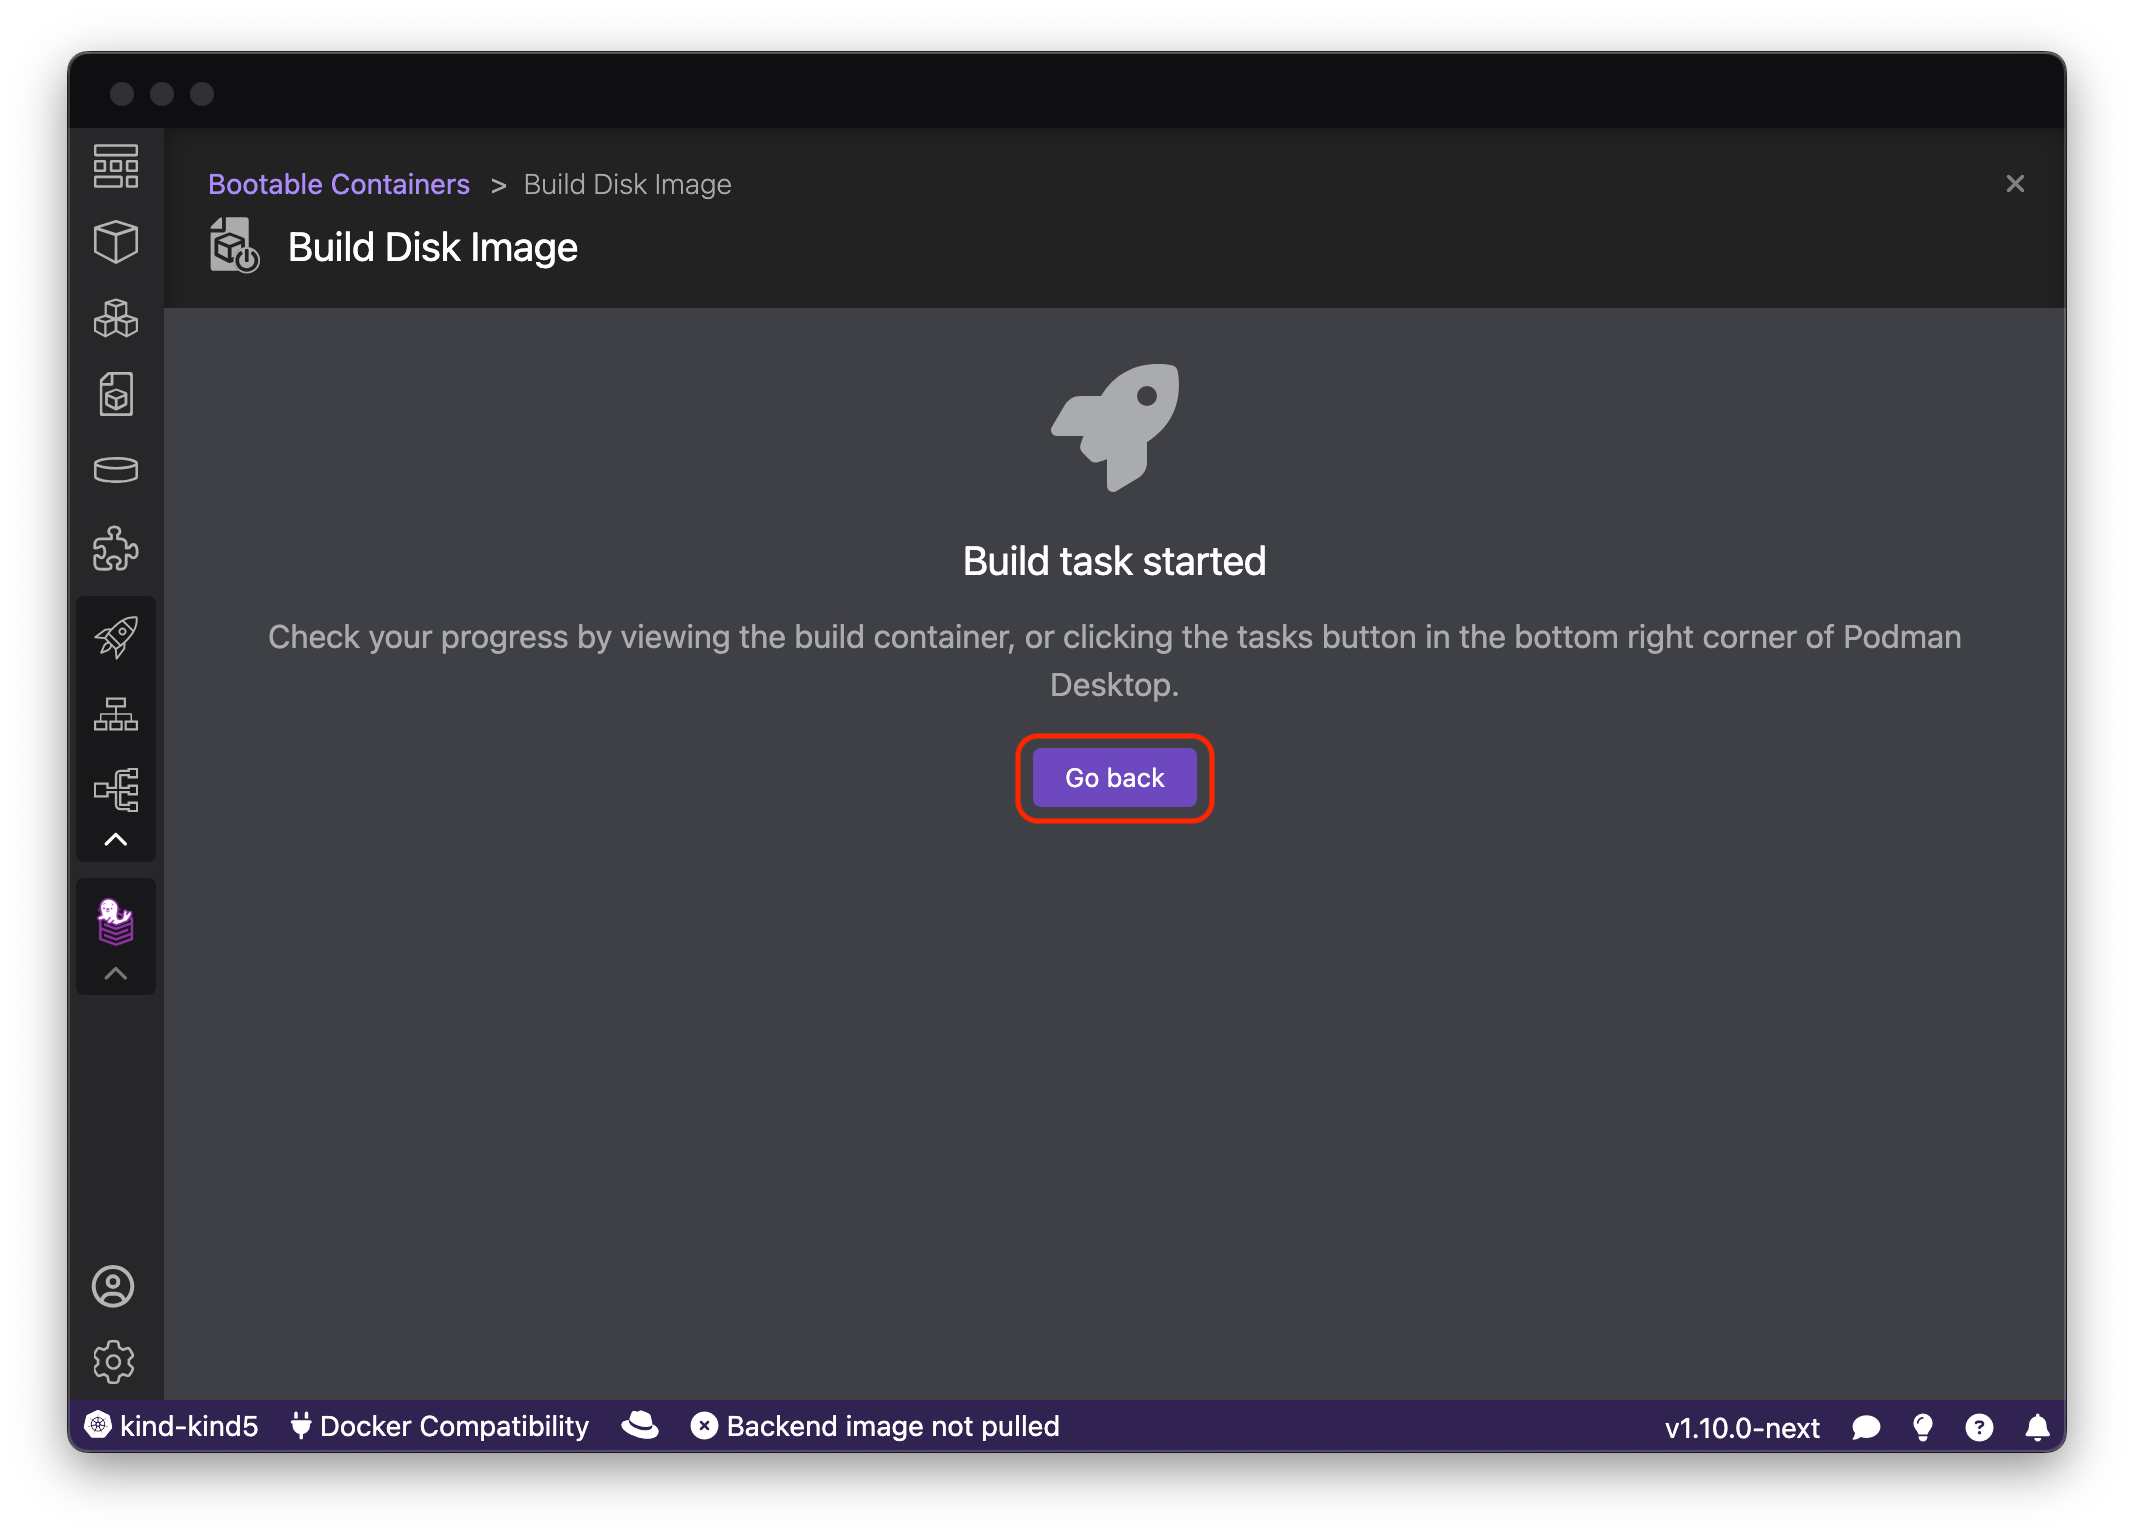 Bootable Containers > Build Disk Image
Build Disk Image
Build task started
Check your progress by viewing the build container, or clicking the tasks button in the bottom right corner of Podman
Desktop.
Go back
kind-kind5 Docker Compatibility Backend image not pulled v1.10.0-next